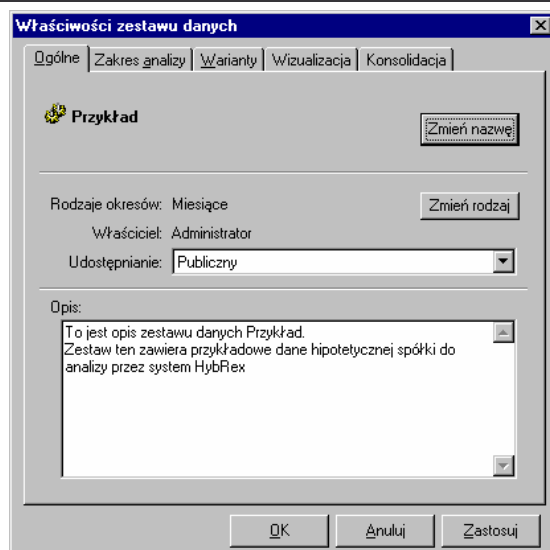 Właściwości zestawu danych
Ogólne Zakres analizy Warianty Wizualizacja Konsolidacja
Przykład Zmień nazwę
Rodzaje okresów: Miesiące Zmień rodzaj
Właściciel: Administrator
Udostępnianie: Publiczny
Opis:
To jest opis zestawu danych Przykład.
Zestaw ten zawiera przykładowe dane hipotetycznej spółki do
analizy przez system HybRex
OK Anuluj Zastosuj